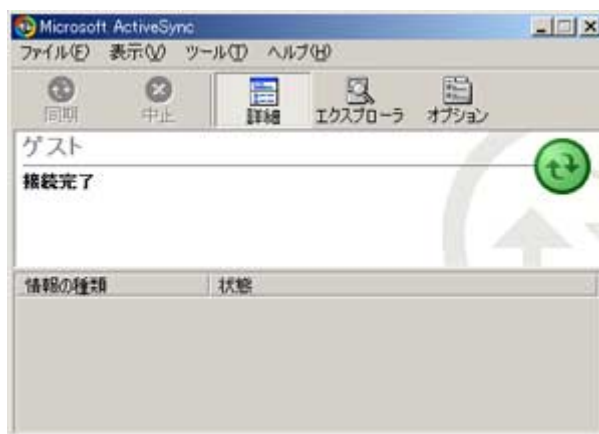 Microsoft ActiveSync
ファイル(F) 表示(V) ツール(T) ヘルプ(H)
同期 中止 詳細 エクスプローラ オプション
ゲスト
接続完了
情報の種類 状態